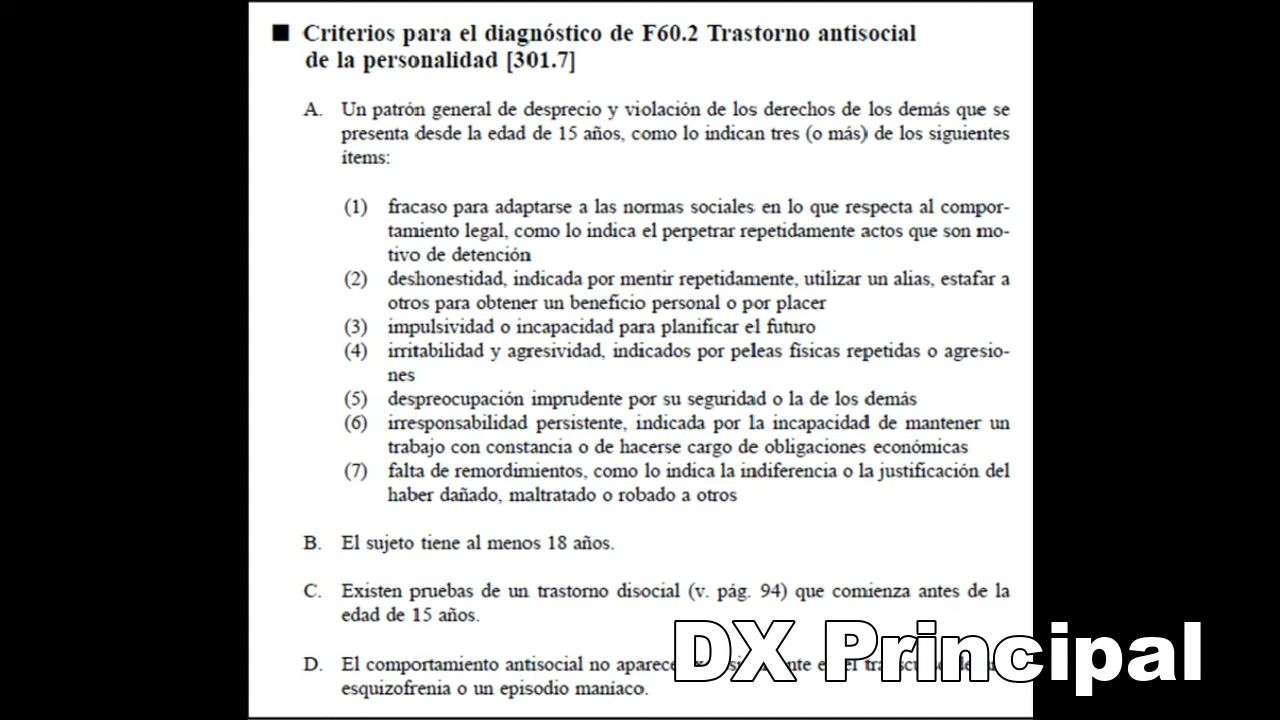 ■ Criterios para el diagnóstico de F60.2 Trastorno antisocial
de la personalidad [301.7]
A. Un patrón general de desprecio y violación de los derechos de los demás que se
presenta desde la edad de 15 años, como lo indican tres (o más) de los siguientes
ítems:
(1) fracaso para adaptarse a las normas sociales en lo que respecta al compor-
tamiento legal, como lo indica el perpetrar repetidamente actos que son mo-
tivo de detención
(2) deshonestidad, indicada por mentir repetidamente, utilizar un alias, estafar a
otros para obtener un beneficio personal o por placer
(3) impulsividad o incapacidad para planificar el futuro
(4) irritabilidad y agresividad, indicados por peleas físicas repetidas o agresio-
nes
(5) despreocupación imprudente por su seguridad o la de los demás
(6) irresponsabilidad persistente, indicada por la incapacidad de mantener un
trabajo con constancia o de hacerse cargo de obligaciones económicas
(7) falta de remordimientos, como lo indica la indiferencia o la justificación del
haber dañado, maltratado o robado a otros
B. El sujeto tiene al menos 18 años.
C. Existen pruebas de un trastorno disocial (v. pág. 94) que comienza antes de la
edad de 15 años.
D. El comportamiento antisocial no aparece
esquizofrenia o un episodio maníaco.
DX Principal